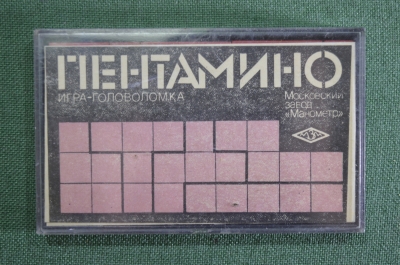 ПЕНТАМИНО
ИГРА-ГОЛОВОЛОМКА
Московский
завод
«Манометр»